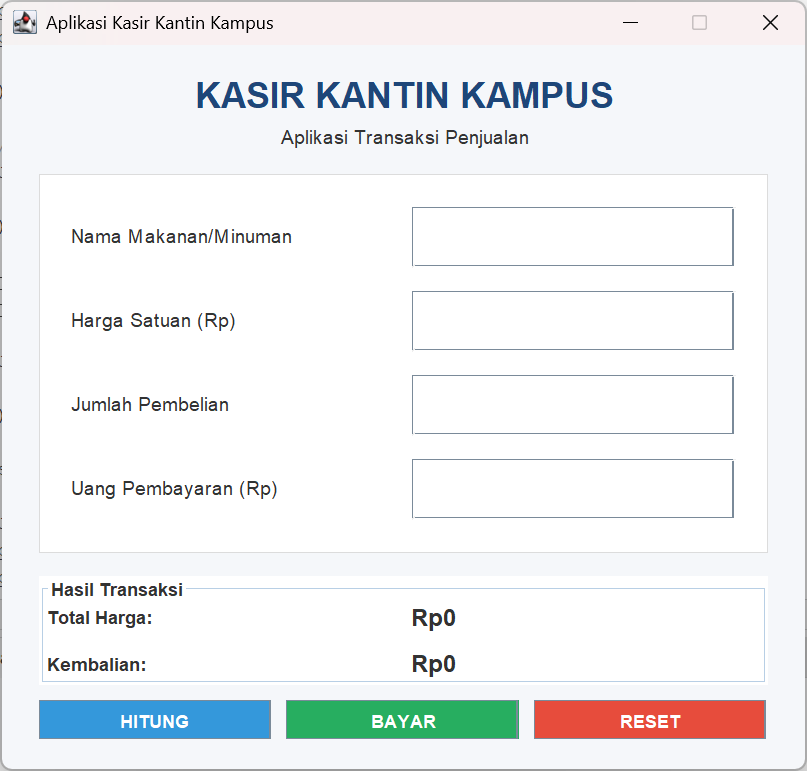 Aplikasi Kasir Kantin Kampus
KASIR KANTIN KAMPUS
Aplikasi Transaksi Penjualan
Nama Makanan/Minuman
Harga Satuan (Rp)
Jumlah Pembelian
Uang Pembayaran (Rp)
Hasil Transaksi
Total Harga: Rp0
Kembalian: Rp0
HITUNG BAYAR RESET